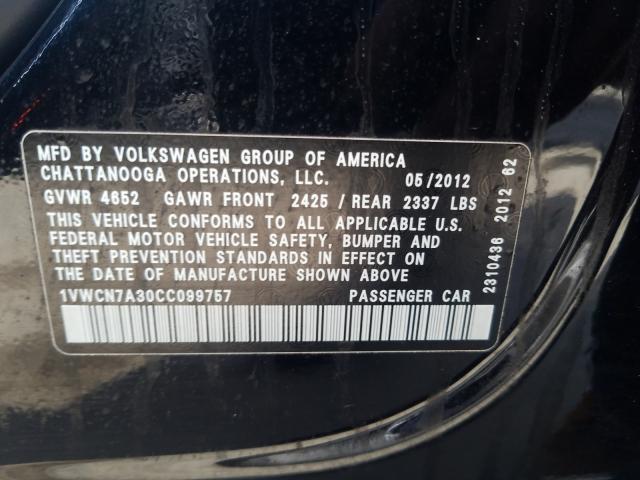 MFD BY VOLKSWAGEN GROUP OF AMERICA
CHATTANOOGA OPERATIONS, LLC. 05/2012
GVWR 4652 GAWR FRONT 2425 / REAR 2337 LBS
THIS VEHICLE CONFORMS TO ALL APPLICABLE U.S.
FEDERAL MOTOR VEHICLE SAFETY, BUMPER AND
THEFT PREVENTION STANDARDS IN EFFECT ON
THE DATE OF MANUFACTURE SHOWN ABOVE.
1VWCN7A30CC099757 PASSENGER CAR
2310436 2012 62